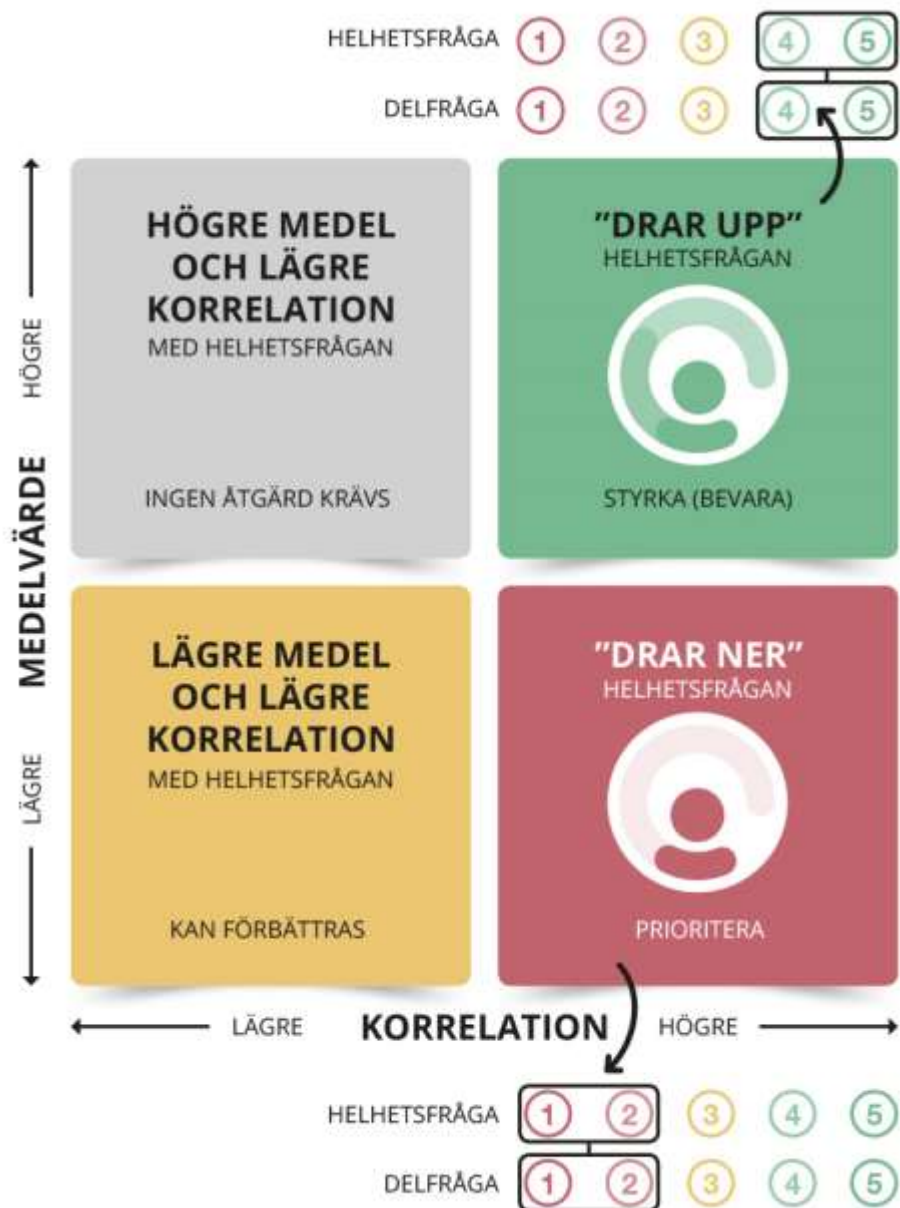 HELHETSFRÅGA 1 2 3 4 5
DELFRÅGA 1 2 3 4 5
HÖGRE MEDEL
OCH LÄGRE
KORRELATION
MED HELHETSFRÅGAN
INGEN ÅTGÄRD KRÄVS
”DRAR UPP”
HELHETSFRÅGAN
STYRKA (BEVARA)
HÖGRE
MEDELVÄRDE
LÄGRE
LÄGRE MEDEL
OCH LÄGRE
KORRELATION
MED HELHETSFRÅGAN
KAN FÖRBÄTTRAS
”DRAR NER”
HELHETSFRÅGAN
PRIORITERA
LÄGRE KORRELATION HÖGRE
HELHETSFRÅGA 1 2 3 4 5
DELFRÅGA 1 2 3 4 5